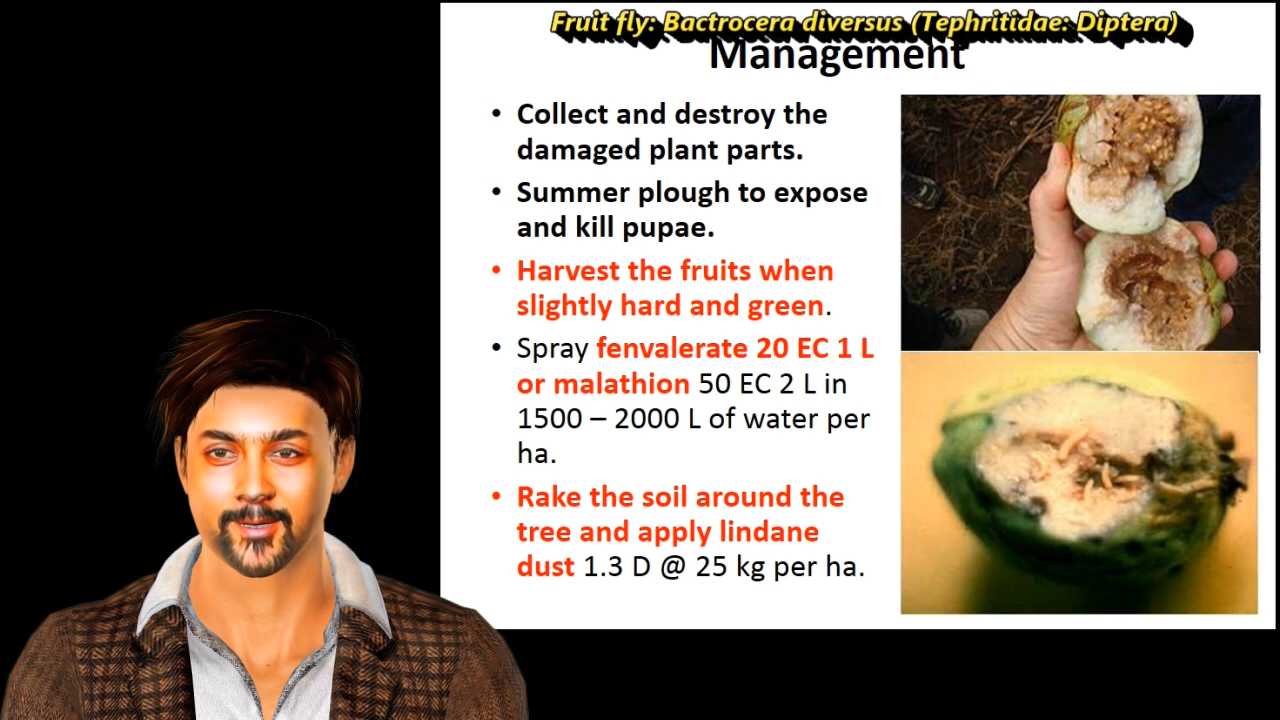 Fruit fly: Bactrocera diversus (Tephritidae: Diptera)
Management
• Collect and destroy the
damaged plant parts.
• Summer plough to expose
and kill pupae.
• Harvest the fruits when
slightly hard and green.
• Spray fenvalerate 20 EC 1 L
or malathion 50 EC 2 L in
1500 – 2000 L of water per
ha.
• Rake the soil around the
tree and apply lindane
dust 1.3 D @ 25 kg per ha.